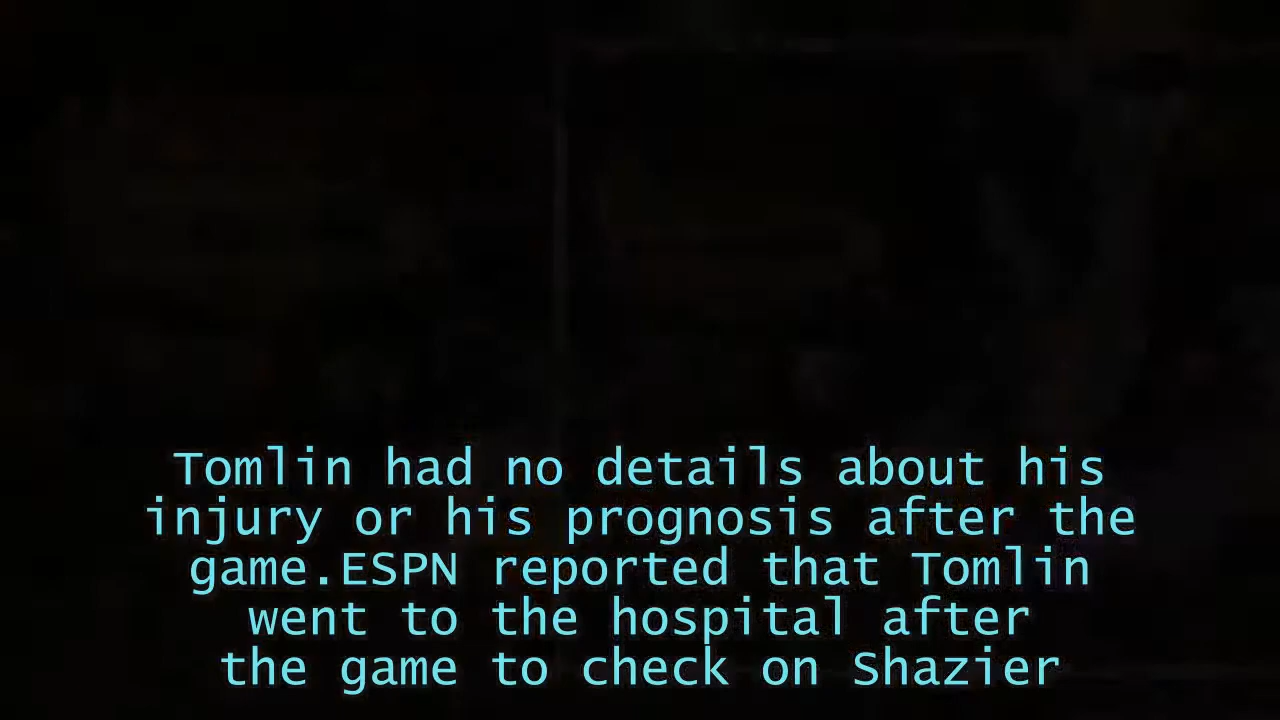 Tomlin had no details about his
injury or his prognosis after the
game.ESPN reported that Tomlin
went to the hospital after
the game to check on Shazier